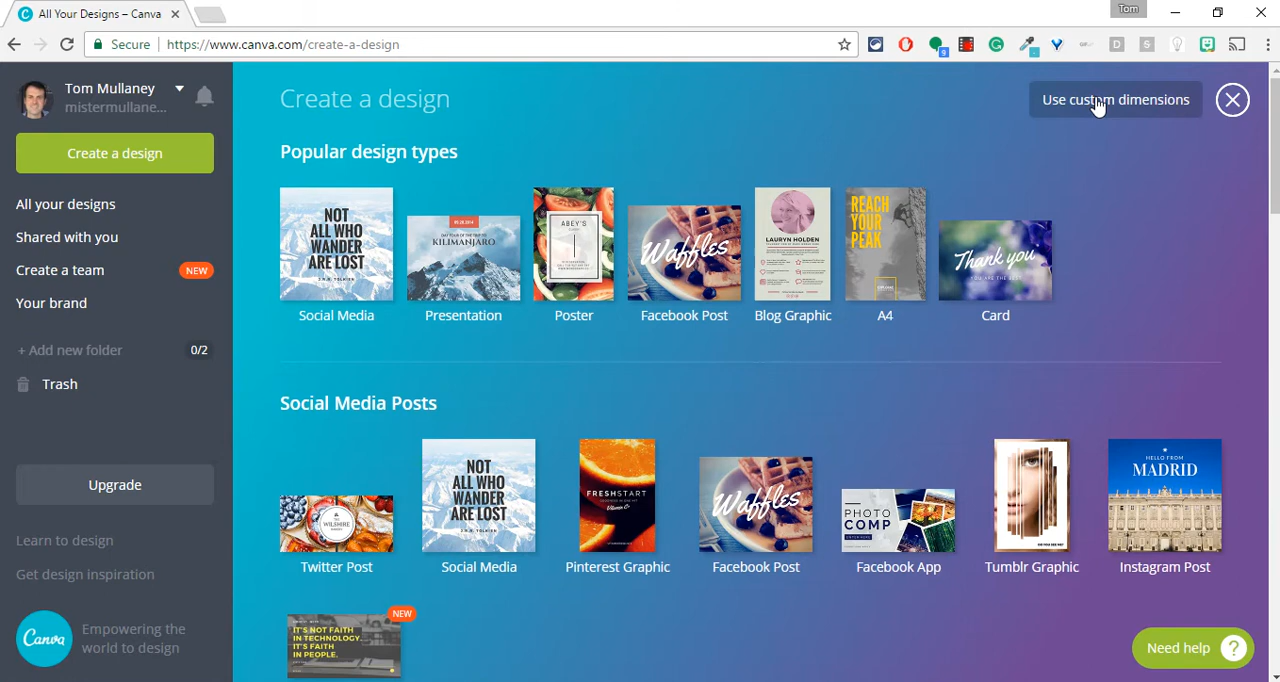 All Your Designs – Canva
Tom
Secure
https://www.canva.com/create-a-design
Tom Mullaney
mistermullane...
Create a design
All your designs
Shared with you
Create a team
NEW
Your brand
+ Add new folder
0/2
Trash
Upgrade
Learn to design
Get design inspiration
Canva
Empowering the
world to design
Create a design
Use custom dimensions
Popular design types
NOT
ALL WHO
WANDER
ARE LOST
KILIMANJARO
ABEY'S
Waffles
LAURYN HOLDEN
REACH
YOUR
PEAK
Thank you
Social Media
Presentation
Poster
Facebook Post
Blog Graphic
A4
Card
Social Media Posts
WILSHIRE
NOT
ALL WHO
WANDER
ARE LOST
FRESHSTART
Vitamin C+
Waffles
PHOTO
COMP
HELLO FROM
MADRID
Twitter Post
Social Media
Pinterest Graphic
Facebook Post
Facebook App
Tumblr Graphic
Instagram Post
NEW
IT'S NOT FAITH
IN TECHNOLOGY.
IT'S FAITH
IN PEOPLE.
Need help ?